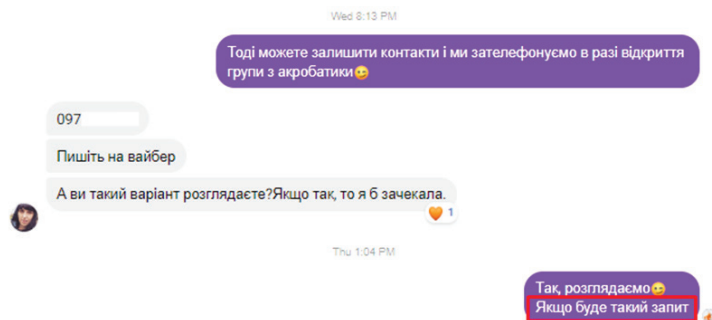 Wed 8:13 PM
Тоді можете залишити контакти і ми зателефонуємо в разі відкриття
групи з акробатики😉
097
Пишіть на вайбер
А ви такий варіант розглядаєте?Якщо так, то я б зачекала.
1
Thu 1:04 PM
Так, розглядаємо😉
Якщо буде такий запит